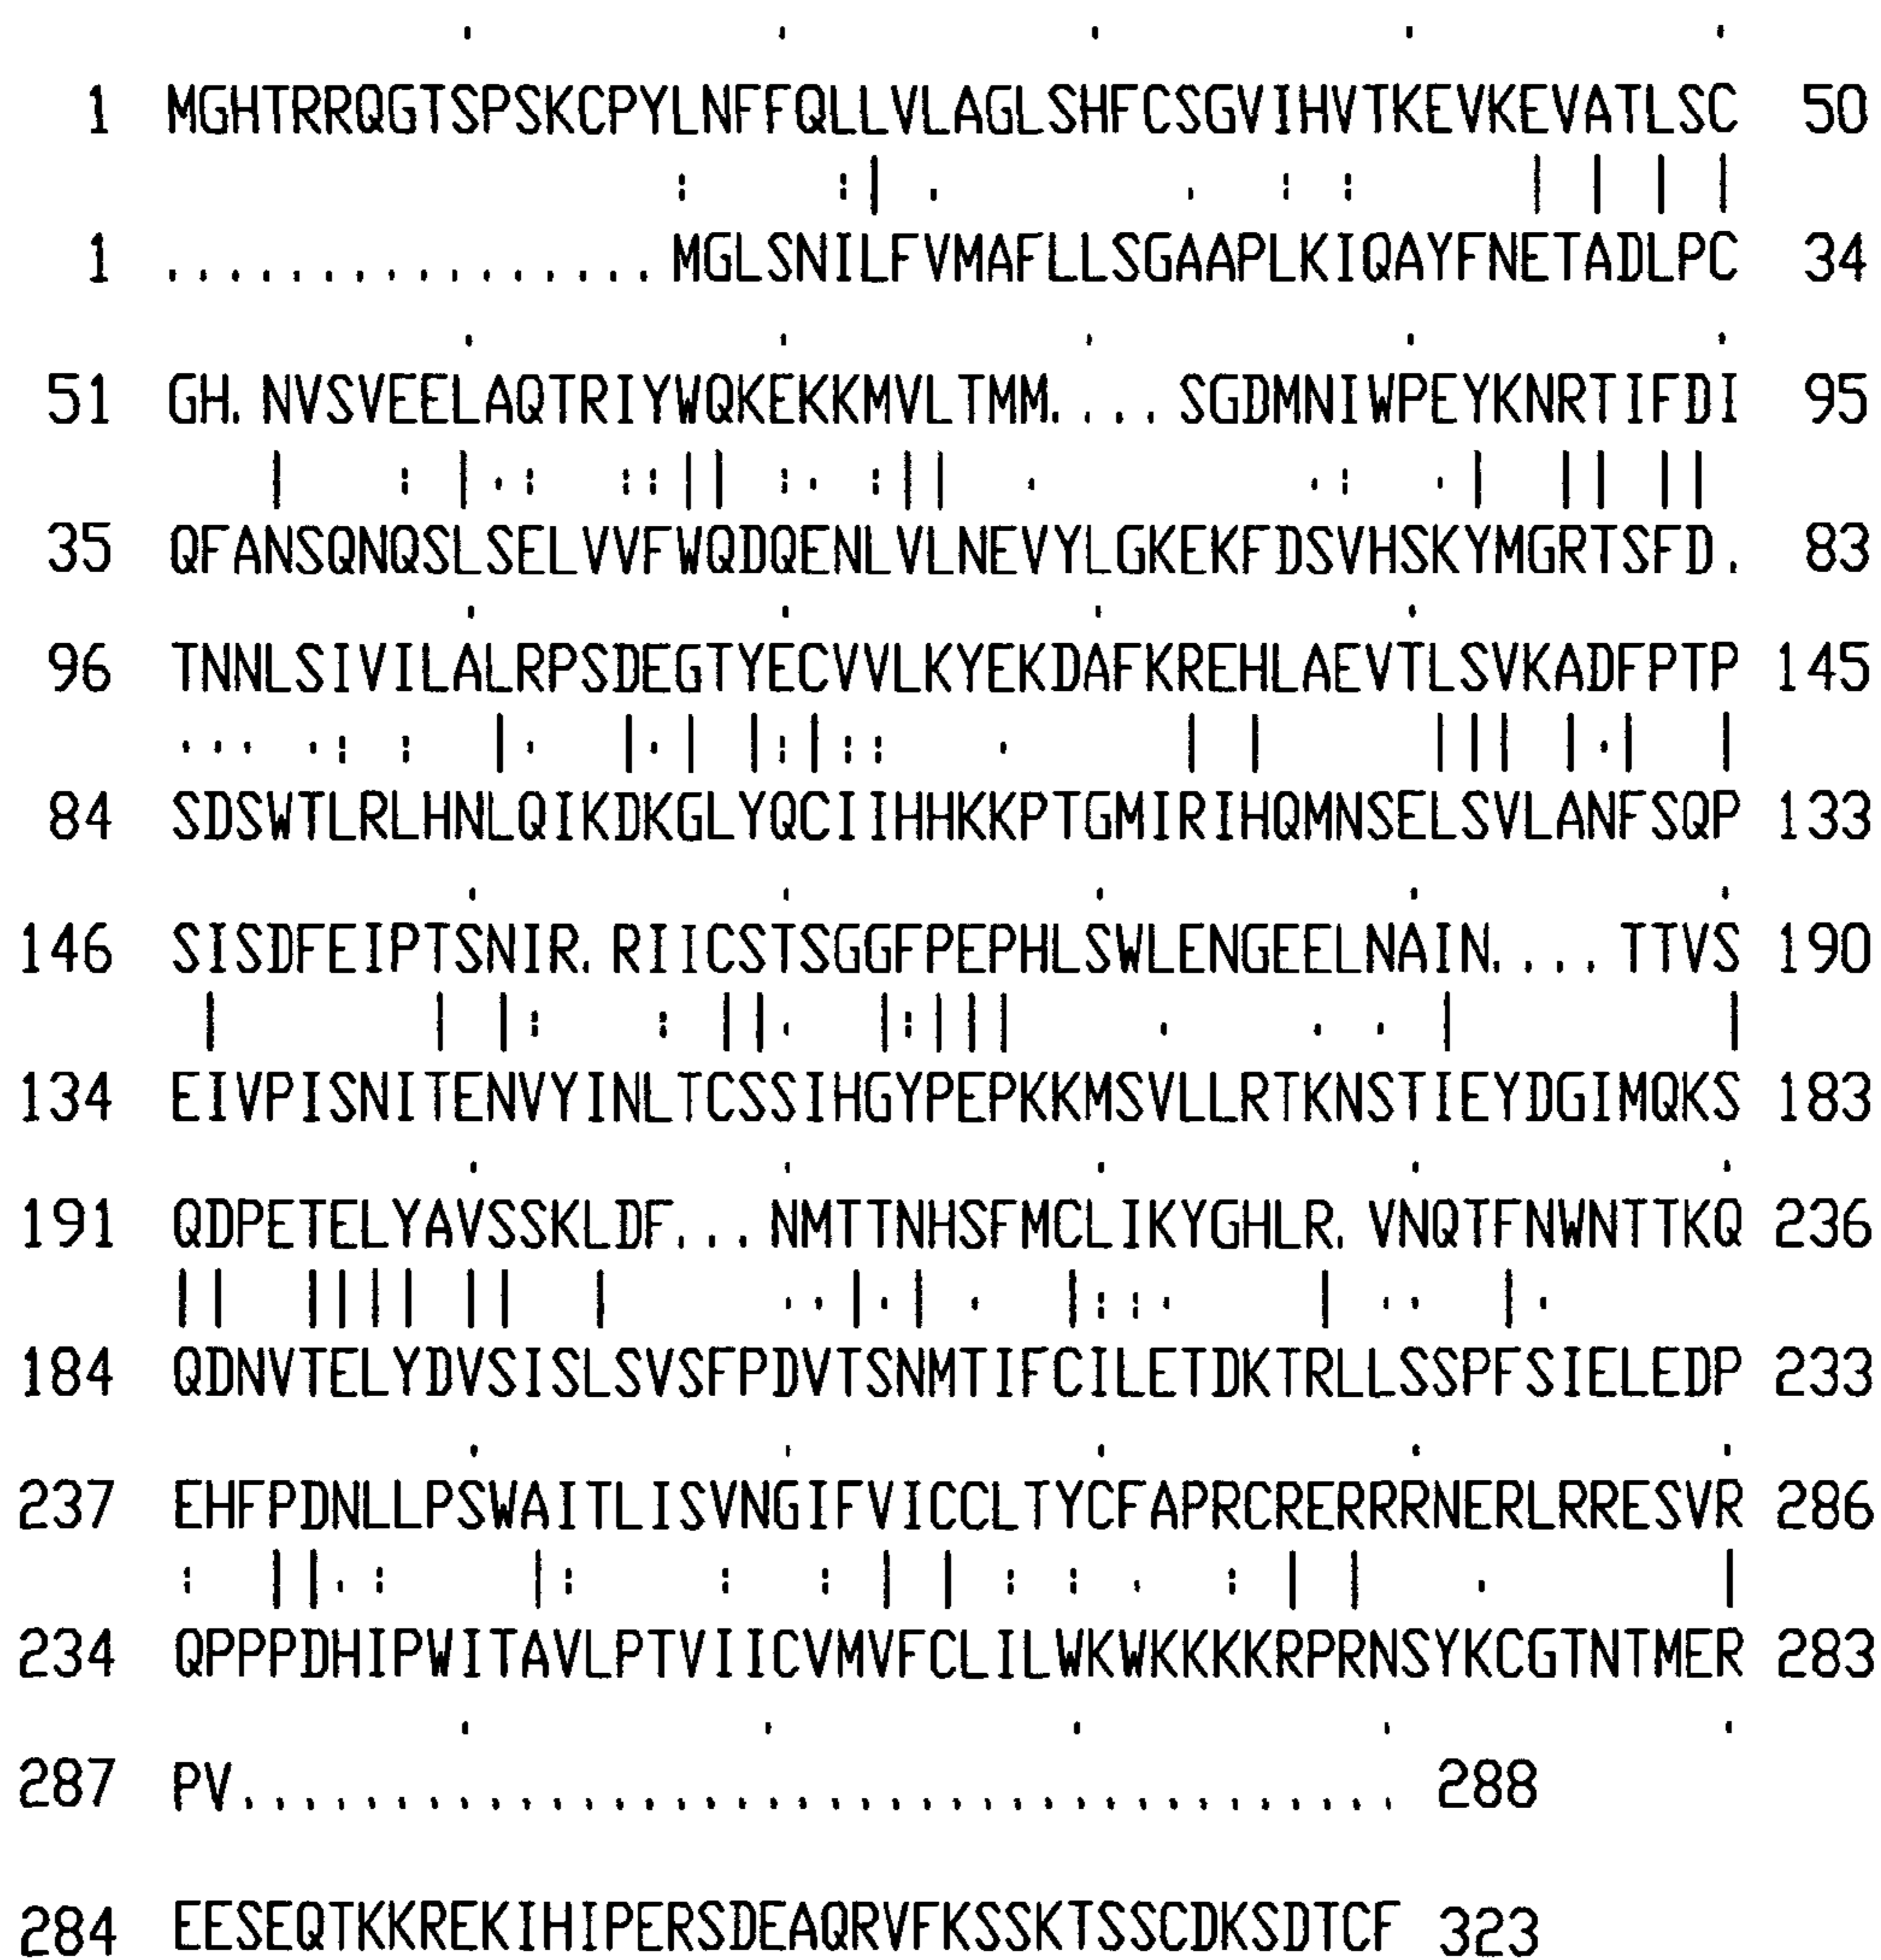 1 MGHTRRQGTSPSKCPYLNFFQLLVLAGLSHFCSGVIHVTKEVKEVATLSC 50
1 ................MGLSNILFVMAFLLSGAAPLKIQAYFNETADLPC 34
51 GH.NVSVEELAQTRIYWQKEKKMVLTMM....SGDMNIWPEYKNRTIFDI 95
35 QFANSQNQSLSELVVFWQDQENLVLNEVYLGKEKFDSVHSKYMGRTSFD. 83
96 TNNLSIVILALRPSDEGTYECVVLKYEKDAFKREHLAEVTLSVKADFPTP 145
84 SDSWTLRLHNLQIKDKGLYQCIIHHKKPTGMIRIHQMNSELSVLANFSQP 133
146 SISDFEIPTSNIR.RIICSTSGGFPEPHLSWLENGEELNAIN....TTVS 190
134 EIVPISNITENVYINLTCSSIHGYPEPKKMSVLLRTKNSTIEYDGIMQKS 183
191 QDPETELYAVSSKLDF...NMTTNHSFMCLIKYGHLR.VNQTFNWNTTKQ 236
184 QDNVTELYDVSISLSVSFPDVTSNMTIFCILETDKTRLLSSPFSIELEDP 233
237 EHFPDNLLPSWAITLISVNGIFVICCLTYCFAPRCRERRRNERLRRESVR 286
234 QPPPDHIPWITAVLPTVIICVMVFCLILWKWKKKKRPRNSYKCGTNTMER 283
287 PV...................................... 288
284 EESEQTKKREKIHIPERSDEAQRVFKSSKTSSCDKSDTCF 323